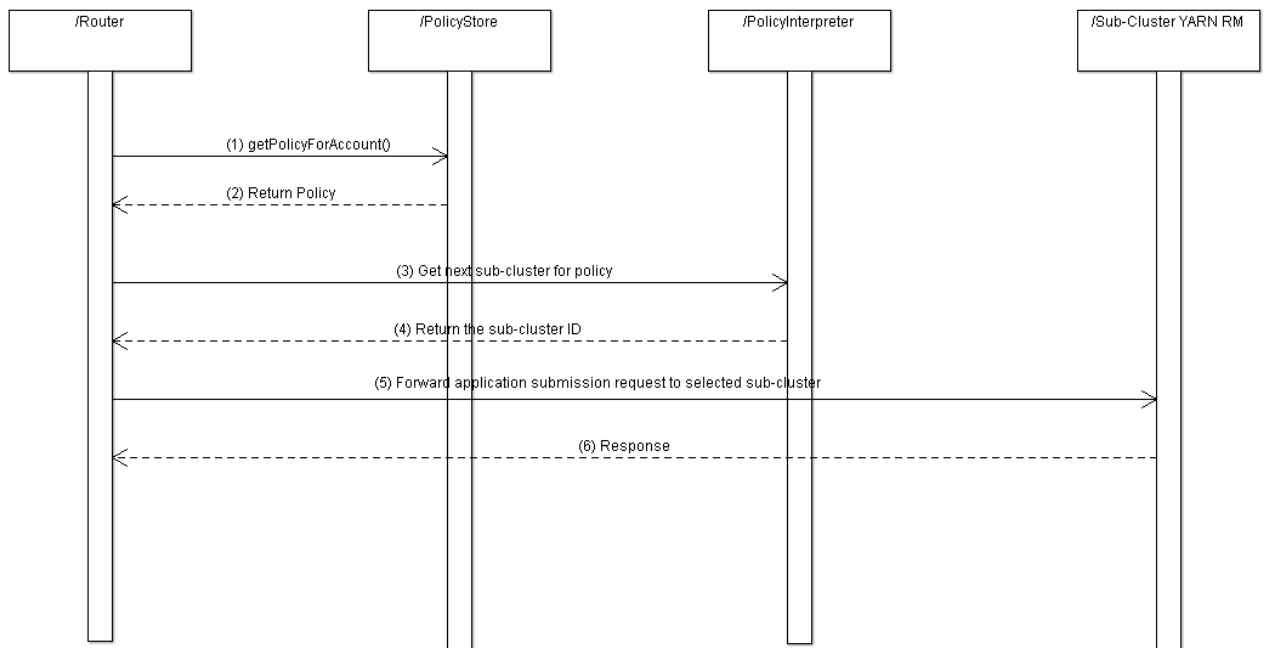 /Router
/PolicyStore
/PolicyInterpreter
/Sub-Cluster YARN RM
(1) getPolicyForAccount()
(2) Return Policy
(3) Get next sub-cluster for policy
(4) Return the sub-cluster ID
(5) Forward application submission request to selected sub-cluster
(6) Response